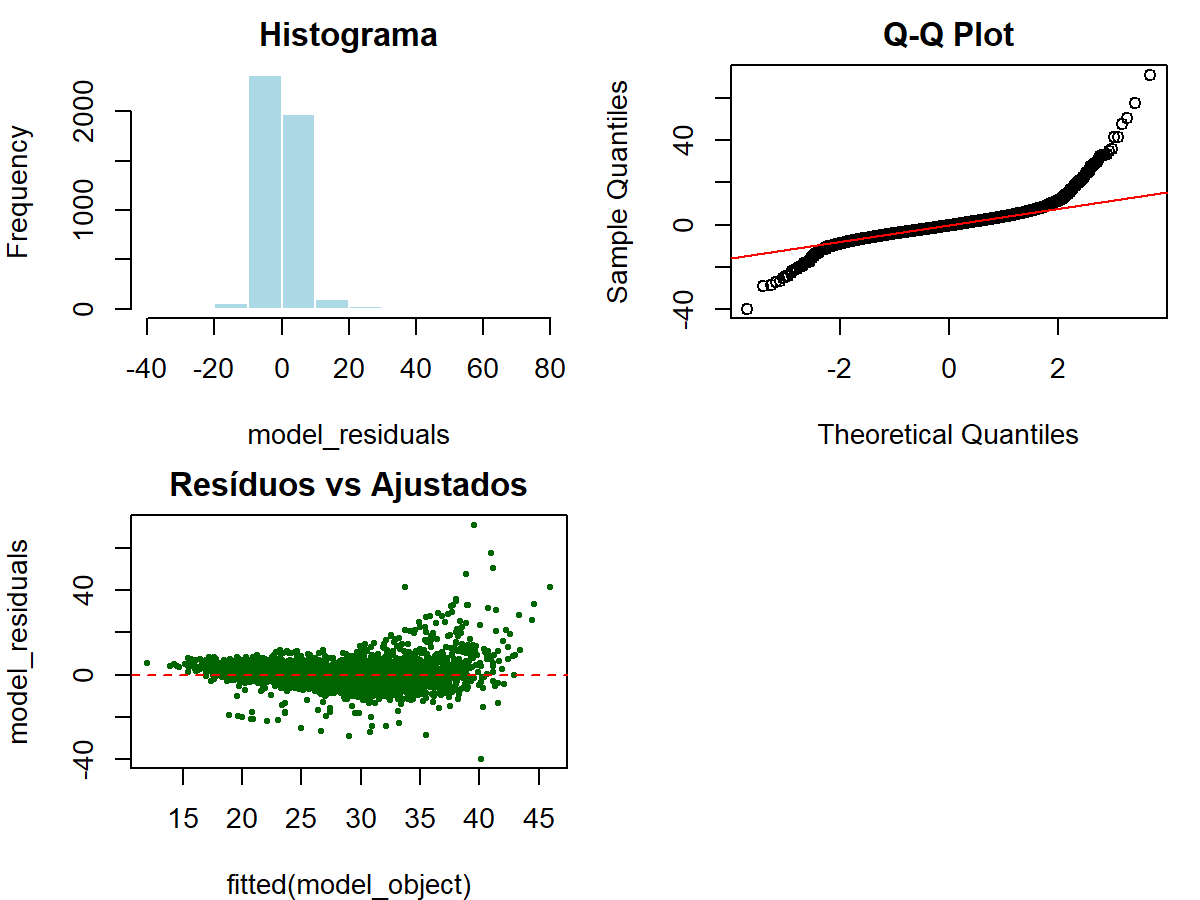 Histograma
Frequency
0 1000 2000
-40 -20 0 20 40 60 80
model_residuals
Q-Q Plot
Sample Quantiles
-40 0 40
-2 0 2
Theoretical Quantiles
Resíduos vs Ajustados
model_residuals
-40 0 40
15 20 25 30 35 40 45
fitted(model_object)